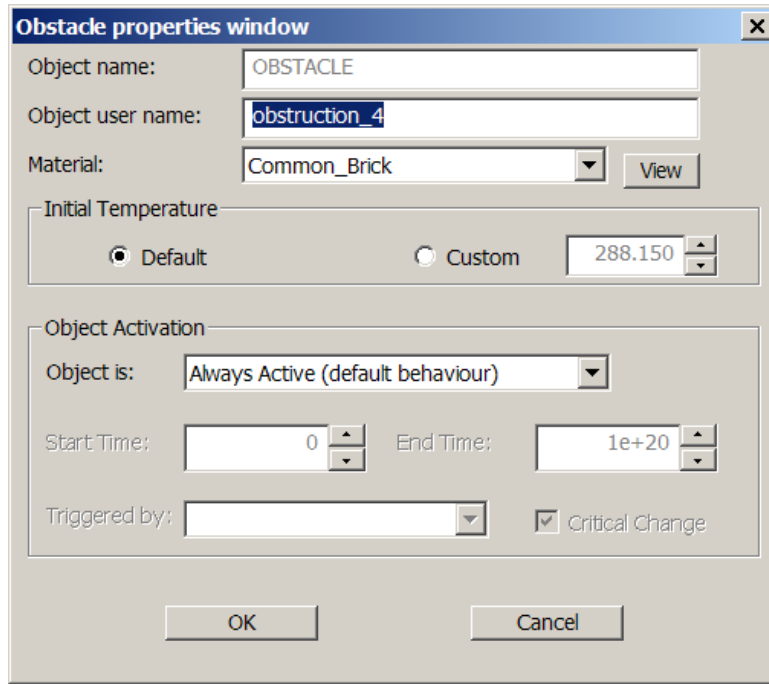 Obstacle properties window
Object name: OBSTACLE
Object user name: obstruction_4
Material: Common_Brick View
Initial Temperature
Default Custom 288.150
Object Activation
Object is: Always Active (default behaviour)
Start Time: 0 End Time: 1e+20
Triggered by: Critical Change
OK Cancel